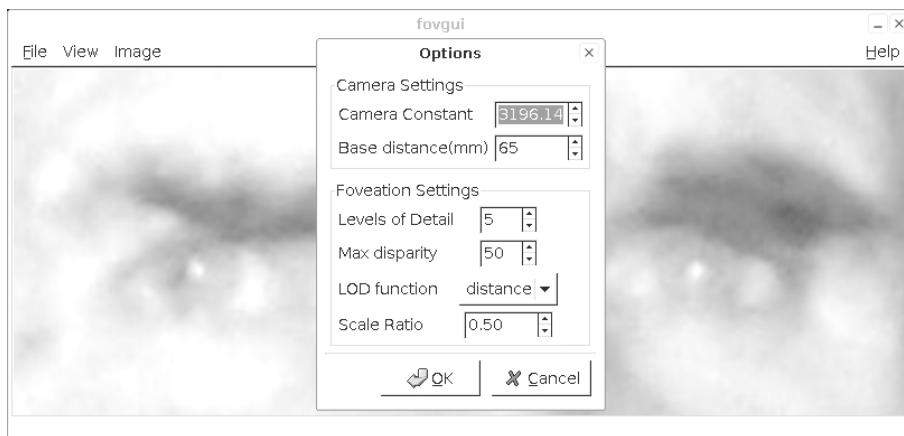 fovgui
File View Image Help
Options
Camera Settings
Camera Constant 3196.14
Base distance(mm) 65
Foveation Settings
Levels of Detail 5
Max disparity 50
LOD function distance
Scale Ratio 0.50
OK Cancel